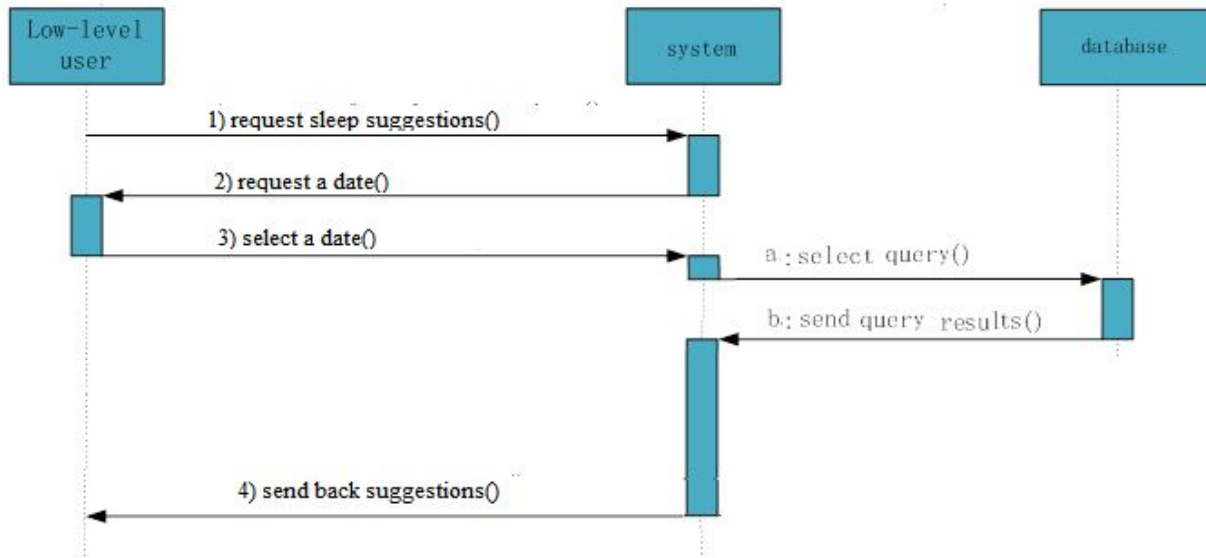 Low-level
user
system
database
1) request sleep suggestions()
2) request a date()
3) select a date()
a:select query()
b:send query results()
4) send back suggestions()